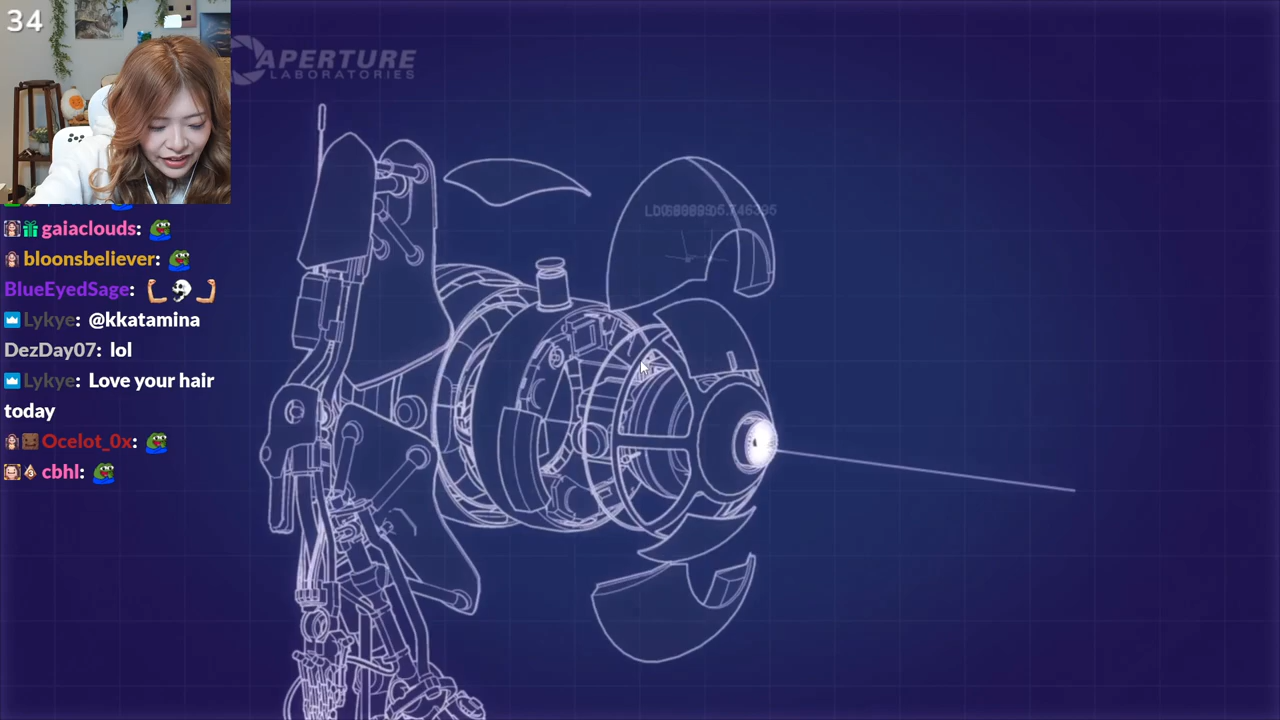 34
APERTURE
LABORATORIES
gaiaclouds:
bloonsbeliever:
BlueEyedSage:
Lykye: @kkatamina
DezDay07: lol
Lykye: Love your hair
today
Ocelot_0x:
cbhl: